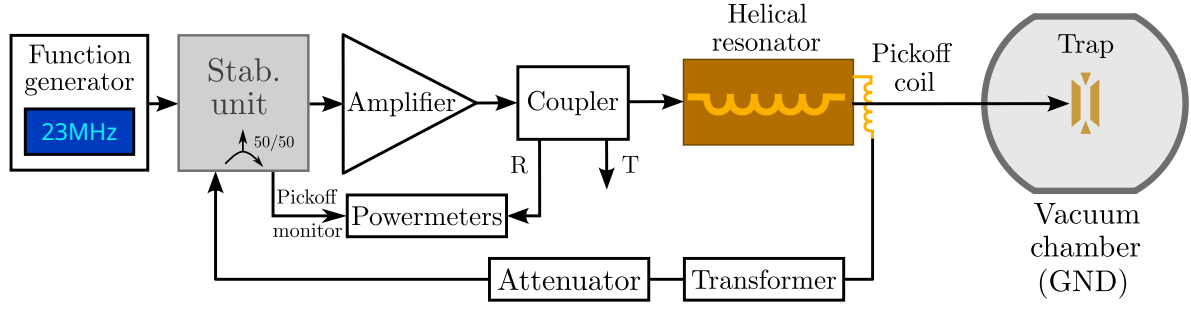 Function
generator
23MHz
Stab.
unit
50/50
Amplifier
Coupler
R
T
Pickoff
monitor
Powermeters
Helical
resonator
Pickoff
coil
Trap
Vacuum
chamber
(GND)
Attenuator
Transformer